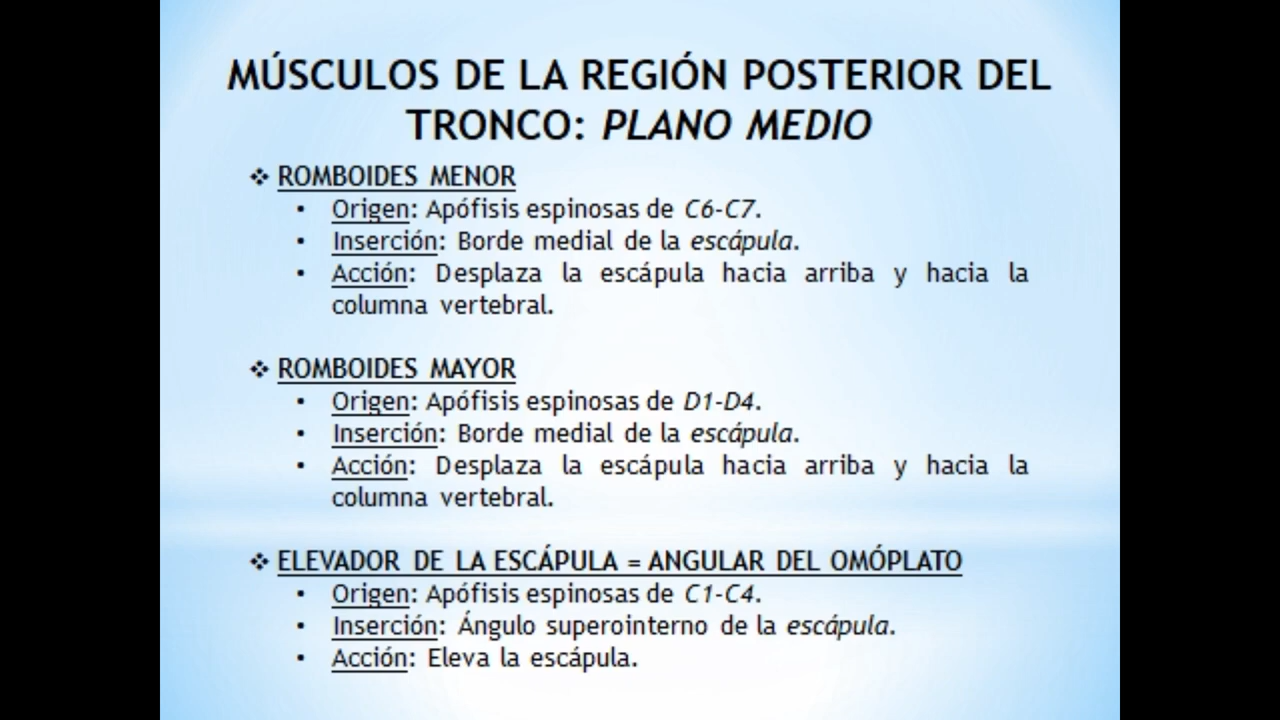 MÚSCULOS DE LA REGIÓN POSTERIOR DEL
TRONCO: PLANO MEDIO
❖ ROMBOIDES MENOR
• Origen: Apófisis espinosas de C6-C7.
• Inserción: Borde medial de la escápula.
• Acción: Desplaza la escápula hacia arriba y hacia la
columna vertebral.
❖ ROMBOIDES MAYOR
• Origen: Apófisis espinosas de D1-D4.
• Inserción: Borde medial de la escápula.
• Acción: Desplaza la escápula hacia arriba y hacia la
columna vertebral.
❖ ELEVADOR DE LA ESCÁPULA = ANGULAR DEL OMÓPLATO
• Origen: Apófisis espinosas de C1-C4.
• Inserción: Ángulo superointerno de la escápula.
• Acción: Eleva la escápula.